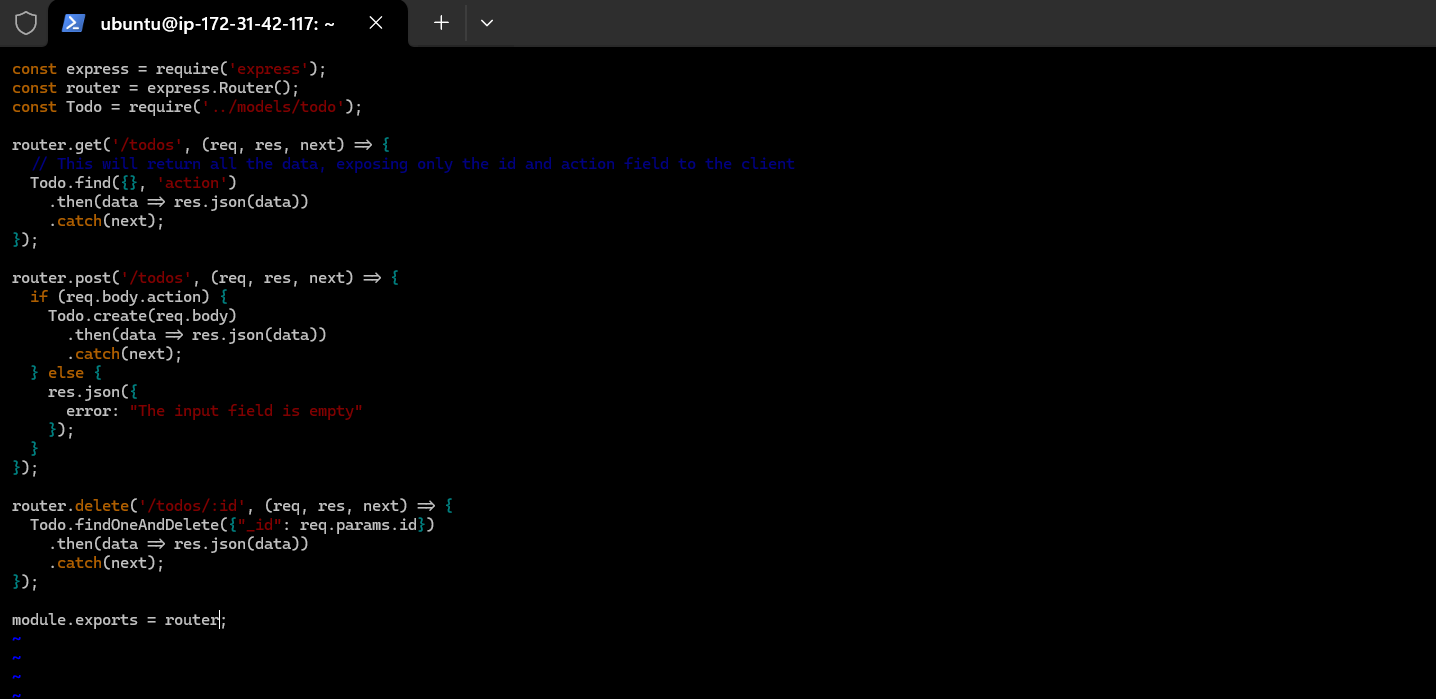 ubuntu@ip-172-31-42-117: ~
const express = require('express');
const router = express.Router();
const Todo = require('../models/todo');
router.get('/todos', (req, res, next) => {
  // This will return all the data, exposing only the id and action field to the client
  Todo.find({}, 'action')
    .then(data => res.json(data))
    .catch(next);
});
router.post('/todos', (req, res, next) => {
  if (req.body.action) {
    Todo.create(req.body)
      .then(data => res.json(data))
      .catch(next);
  } else {
    res.json({
      error: "The input field is empty"
    });
  }
});
router.delete('/todos/:id', (req, res, next) => {
  Todo.findOneAndDelete({"_id": req.params.id})
    .then(data => res.json(data))
    .catch(next);
});
module.exports = router;
~
~
~
~